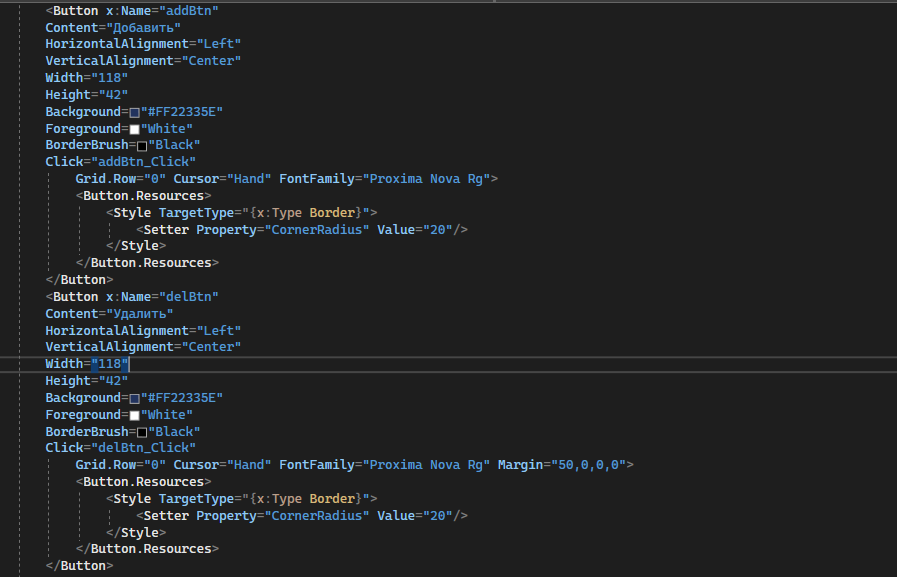 <Button x:Name="addBtn"
Content="Добавить"
HorizontalAlignment="Left"
VerticalAlignment="Center"
Width="118"
Height="42"
Background="#FF22335E"
Foreground="White"
BorderBrush="Black"
Click="addBtn_Click"
Grid.Row="0" Cursor="Hand" FontFamily="Proxima Nova Rg">
<Button.Resources>
<Style TargetType="{x:Type Border}">
<Setter Property="CornerRadius" Value="20"/>
</Style>
</Button.Resources>
</Button>
<Button x:Name="delBtn"
Content="Удалить"
HorizontalAlignment="Left"
VerticalAlignment="Center"
Width="118"
Height="42"
Background="#FF22335E"
Foreground="White"
BorderBrush="Black"
Click="delBtn_Click"
Grid.Row="0" Cursor="Hand" FontFamily="Proxima Nova Rg" Margin="50,0,0,0">
<Button.Resources>
<Style TargetType="{x:Type Border}">
<Setter Property="CornerRadius" Value="20"/>
</Style>
</Button.Resources>
</Button>